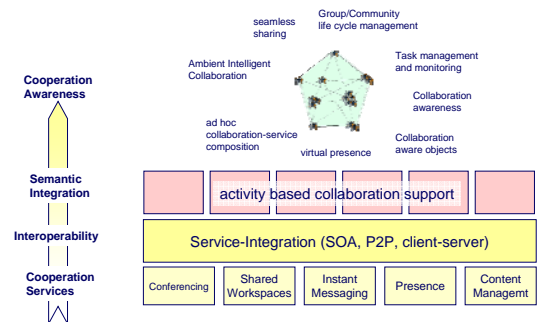 seamless
sharing
Group/Community
life cycle management
Ambient Intelligent
Collaboration
Task management
and monitoring
Collaboration
awareness
ad hoc
collaboration-service
composition
Collaboration
aware objects
virtual presence
Cooperation
Awareness
Semantic
Integration
activity based collaboration support
Interoperability
Service-Integration (SOA, P2P, client-server)
Cooperation
Services
Conferencing
Shared
Workspaces
Instant
Messaging
Presence
Content
Managemt